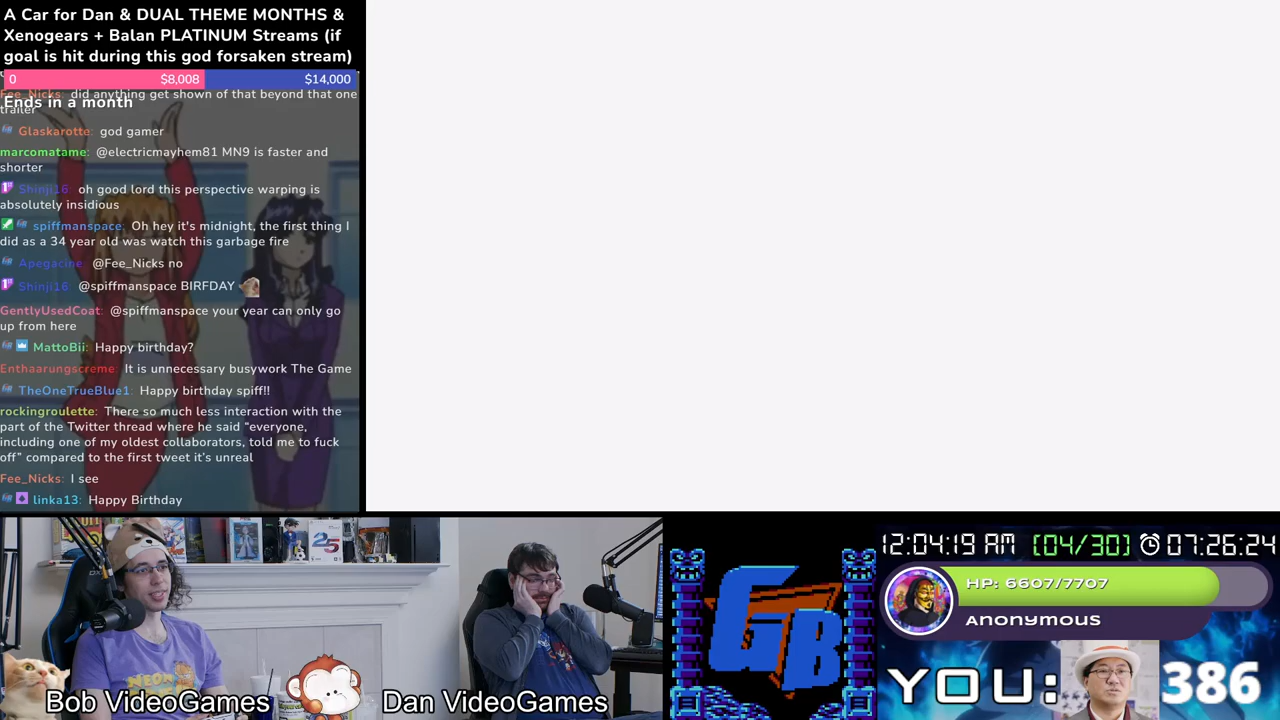 A Car for Dan & DUAL THEME MONTHS &
Xenogears + Balan PLATINUM Streams (if
goal is hit during this god forsaken stream)
0 $8,008 $14,000
Ends in a month
Fee_Nicks: did anything get shown of that beyond that one
trailer
Glaskarotte: god gamer
marcomatame: @electricmayhem81 MN9 is faster and
shorter
Shinji16: oh good lord this perspective warping is
absolutely insidious
spiffmanspace: Oh hey it's midnight, the first thing I
did as a 34 year old was watch this garbage fire
Apegacine: @Fee_Nicks no
Shinji16: @spiffmanspace BIRFDAY
GentlyUsedCoat: @spiffmanspace your year can only go
up from here
MattoBii: Happy birthday?
Enthaarungscreme: It is unnecessary busywork The Game
TheOneTrueBlue1: Happy birthday spiff!!
rockingroulette: There so much less interaction with the
part of the Twitter thread where he said “everyone,
including one of my oldest collaborators, told me to fuck
off” compared to the first tweet it’s unreal
Fee_Nicks: I see
linka13: Happy Birthday
25
Bob VideoGames
Dan VideoGames
GB
12:04:19 AM [04/30] 07:26:24
HP: 6607/7707
Anonymous
YOU: 386